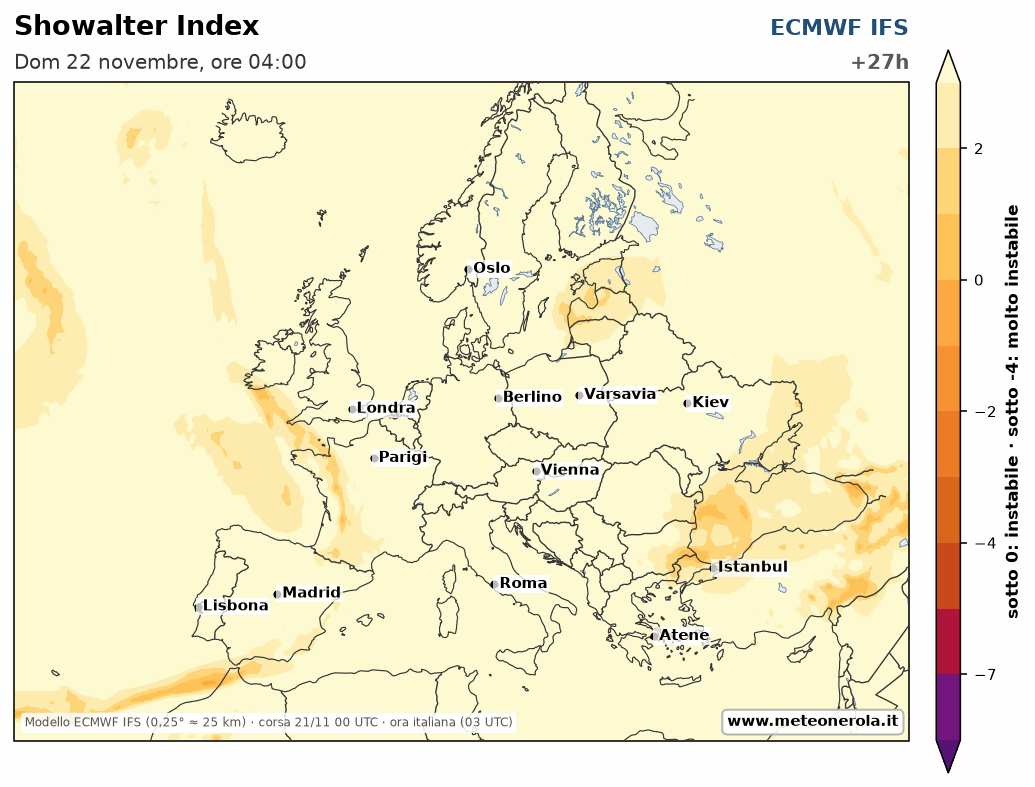 Showalter Index
ECMWF IFS
Dom 22 novembre, ore 04:00
+27h
Oslo
Londra
Berlino
Varsavia
Kiev
Parigi
Vienna
Istanbul
Roma
Madrid
Lisbona
Atene
2
0
−2
−4
−7
sotto 0: instabile · sotto -4: molto instabile
Modello ECMWF IFS (0,25° ≈ 25 km) · corsa 21/11 00 UTC · ora italiana (03 UTC)
www.meteonerola.it